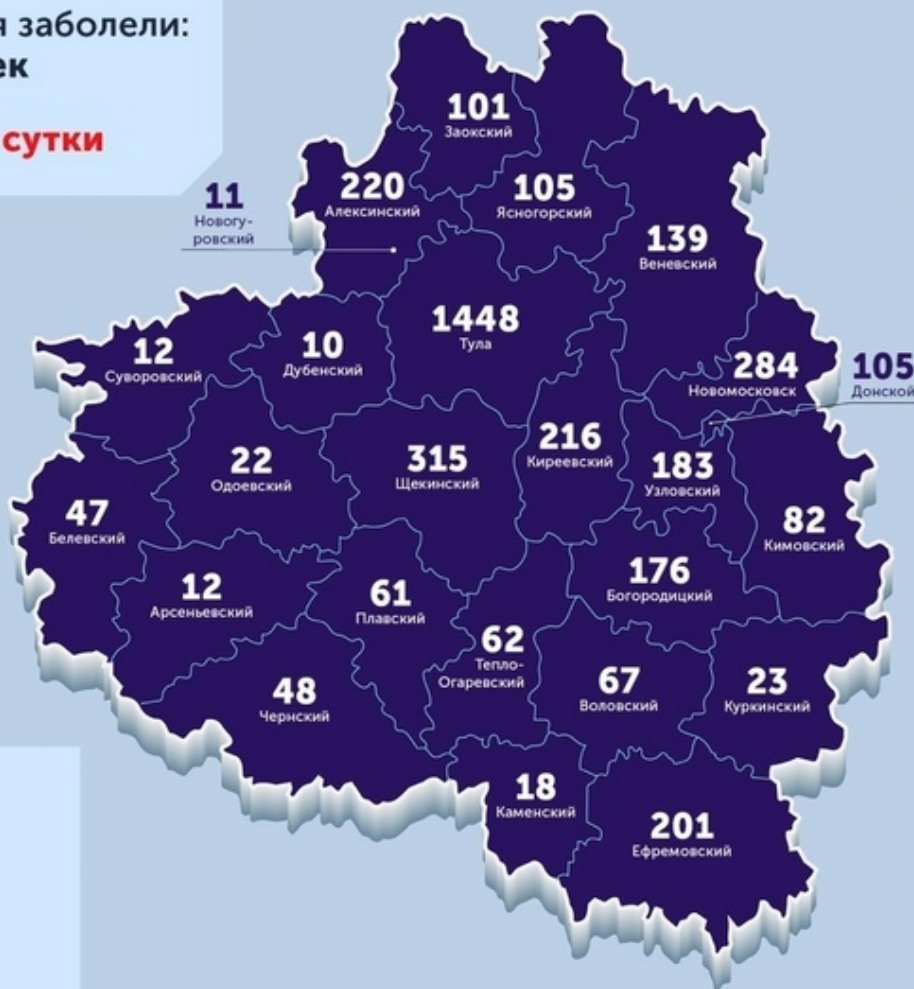 я заболели:
ек
сутки
101
Заокский
220
Алексинский
105
Ясногорский
11
Новогу-
ровский
139
Веневский
1448
Тула
12
Суворовский
10
Дубенский
284
Новомосковск
105
Донской
22
Одоевский
315
Щекинский
216
Киреевский
183
Узловский
47
Белевский
82
Кимовский
12
Арсеньевский
61
Плавский
176
Богородицкий
62
Тепло-
Огаревский
48
Чернский
67
Воловский
23
Куркинский
18
Каменский
201
Ефремовский